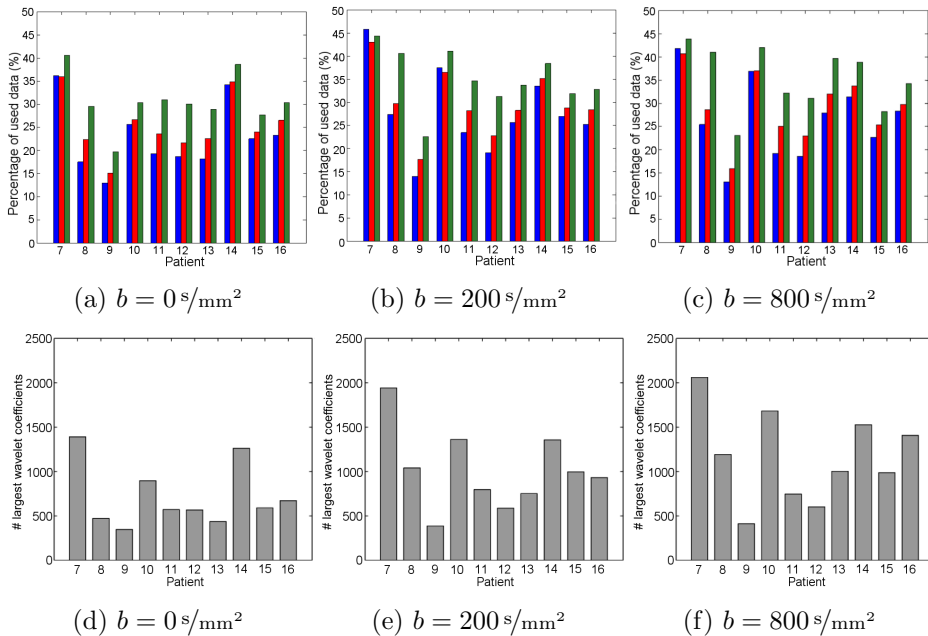 Percentage of used data (%)
50
45
40
35
30
25
20
15
10
5
0
7 8 9 10 11 12 13 14 15 16
Patient
(a) b = 0 s/mm²
Percentage of used data (%)
50
45
40
35
30
25
20
15
10
5
0
7 8 9 10 11 12 13 14 15 16
Patient
(b) b = 200 s/mm²
Percentage of used data (%)
50
45
40
35
30
25
20
15
10
5
0
7 8 9 10 11 12 13 14 15 16
Patient
(c) b = 800 s/mm²
# largest wavelet coefficients
2500
2000
1500
1000
500
0
7 8 9 10 11 12 13 14 15 16
Patient
(d) b = 0 s/mm²
# largest wavelet coefficients
2500
2000
1500
1000
500
0
7 8 9 10 11 12 13 14 15 16
Patient
(e) b = 200 s/mm²
# largest wavelet coefficients
2500
2000
1500
1000
500
0
7 8 9 10 11 12 13 14 15 16
Patient
(f) b = 800 s/mm²